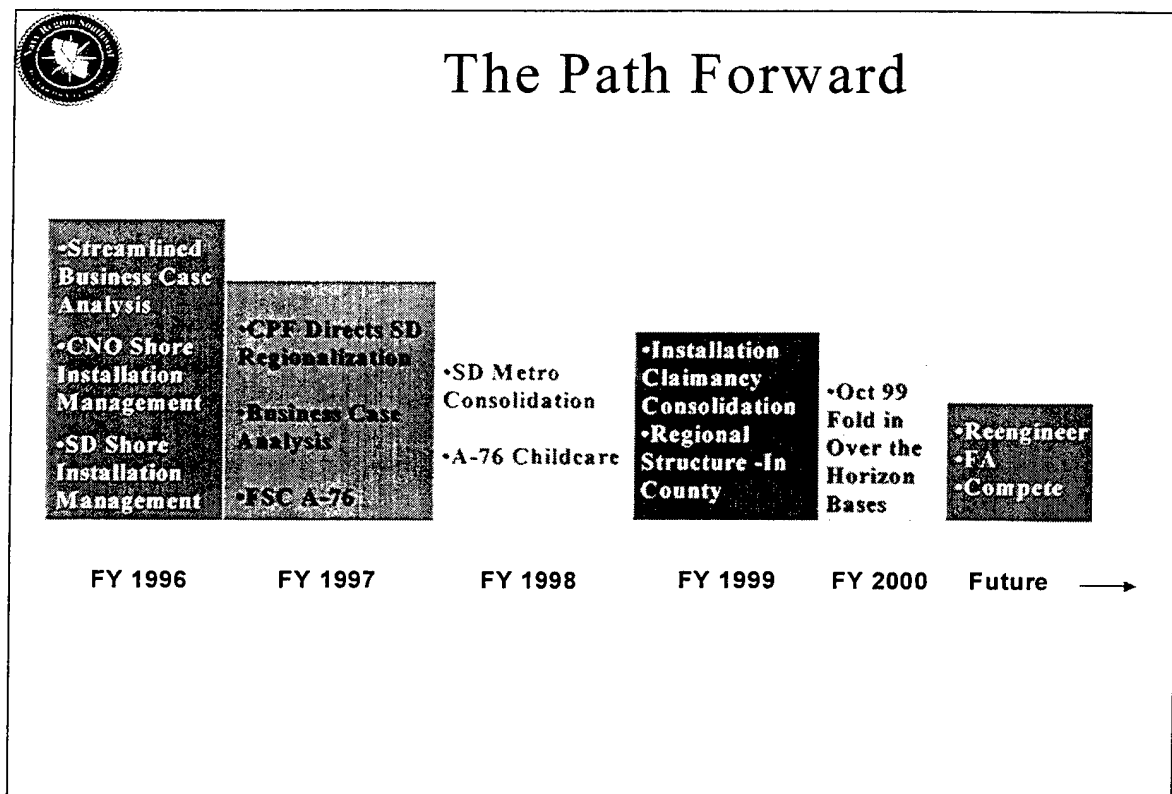 The Path Forward
•Streamlined
Business Case
Analysis
•CNO Shore
Installation
Management
•SD Shore
Installation
Management
•CPF Directs SD
Regionalization
•Business Case
Analysis
•FSC A-76
•SD Metro
Consolidation
•A-76 Childcare
•Installation
Claimancy
Consolidation
•Regional
Structure -In
County
•Oct 99
Fold in
Over the
Horizon
Bases
•Reengineer
•FA
•Compete
FY 1996
FY 1997
FY 1998
FY 1999
FY 2000
Future
Navy Region Southwest